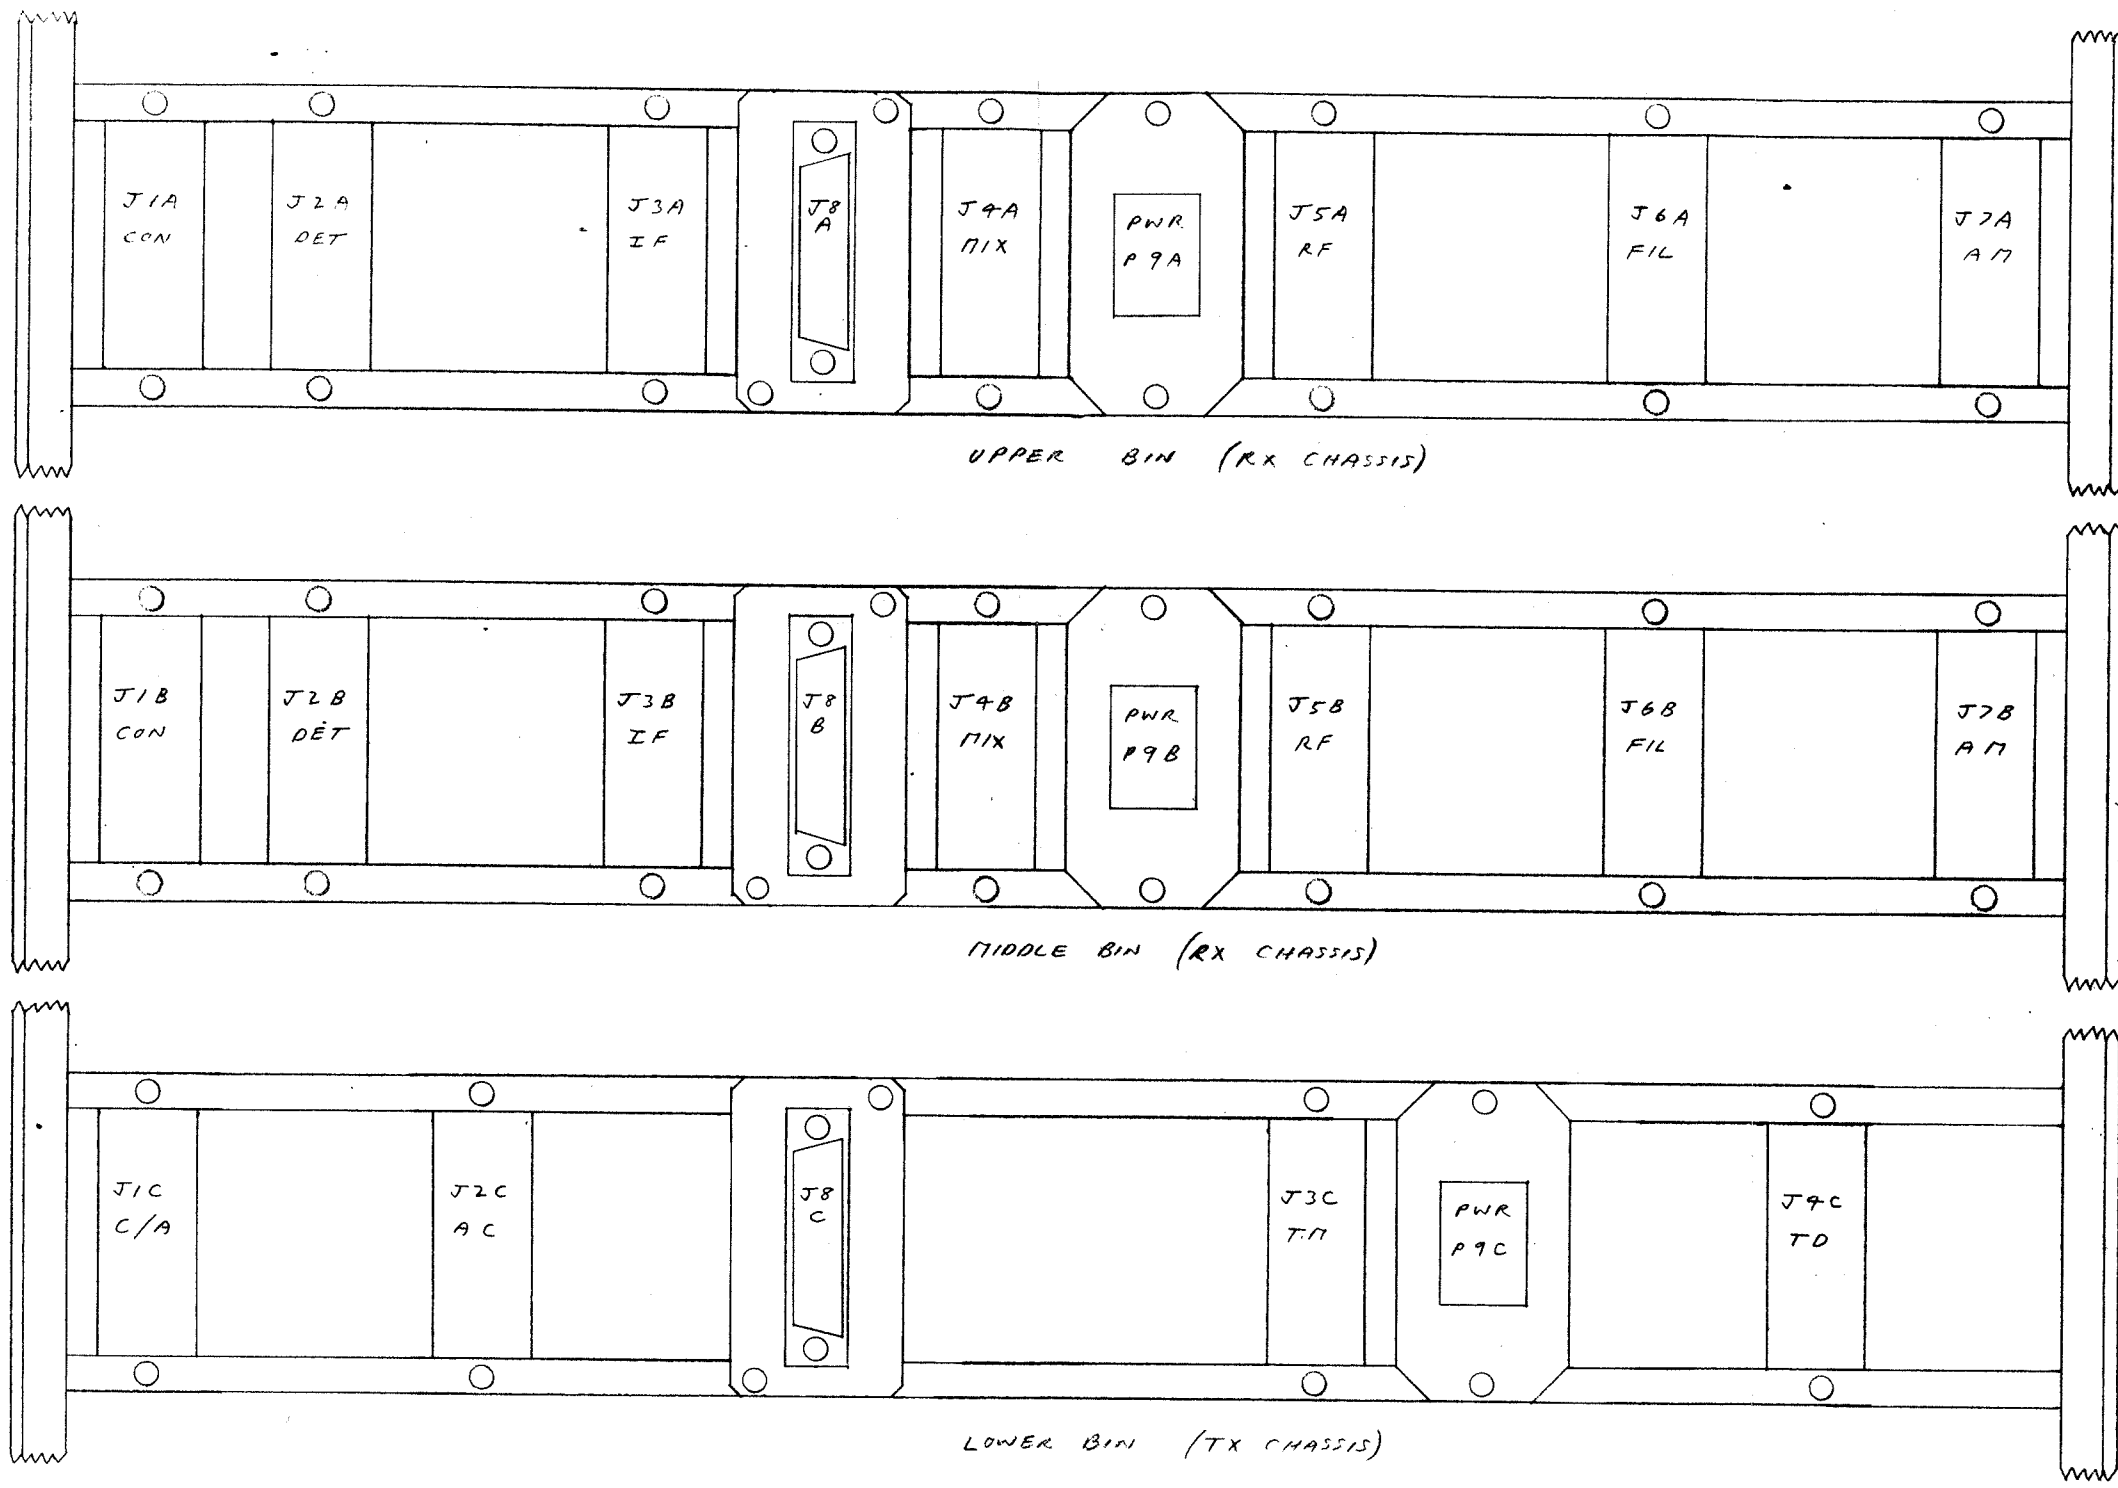 J1A
CON
J2A
DET
J3A
IF
J8
A
J4A
MIX
PWR
P9A
J5A
RF
J6A
FIL
J7A
AM
UPPER BIN (RX CHASSIS)
J1B
CON
J2B
DET
J3B
IF
J8
B
J4B
MIX
PWR
P9B
J5B
RF
J6B
FIL
J7B
AM
MIDDLE BIN (RX CHASSIS)
J1C
C/A
J2C
AC
J8
C
J3C
TM
PWR
P9C
J4C
TD
LOWER BIN (TX CHASSIS)